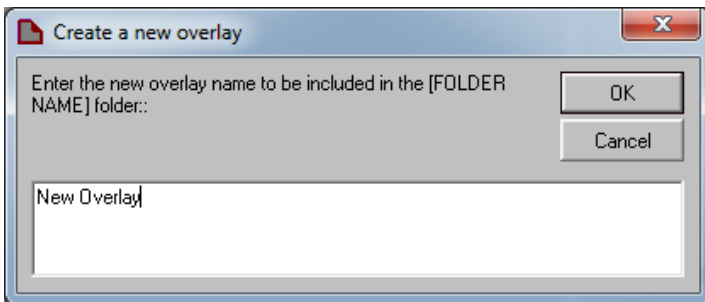 Create a new overlay
Enter the new overlay name to be included in the [FOLDER
NAME] folder::
OK
Cancel
New Overlay